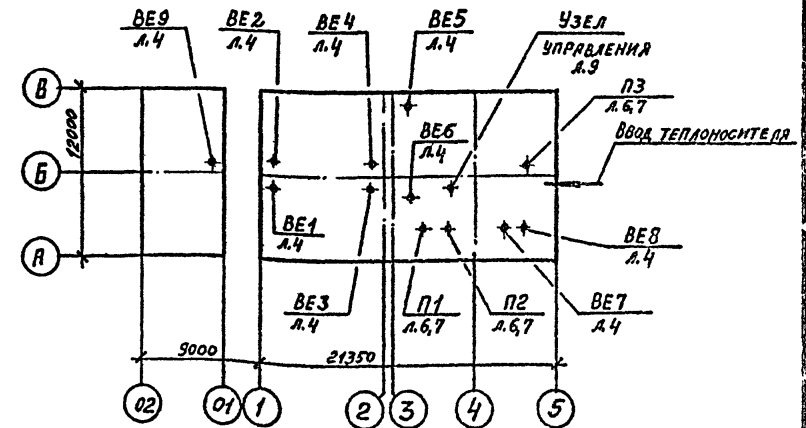 ВЕ9
л.4
ВЕ2
л.4
ВЕ4
л.4
ВЕ5
л.4
УЗЕЛ
УПРАВЛЕНИЯ
л.9
П3
л.6,7
ВВОД ТЕПЛОНОСИТЕЛЯ
В
12000
Б
А
ВЕ6
л.4
ВЕ1
л.4
ВЕ8
л.4
ВЕ3
л.4
П1
л.6,7
П2
л.6,7
ВЕ7
л.4
9000
21350
02
01
1
2
3
4
5